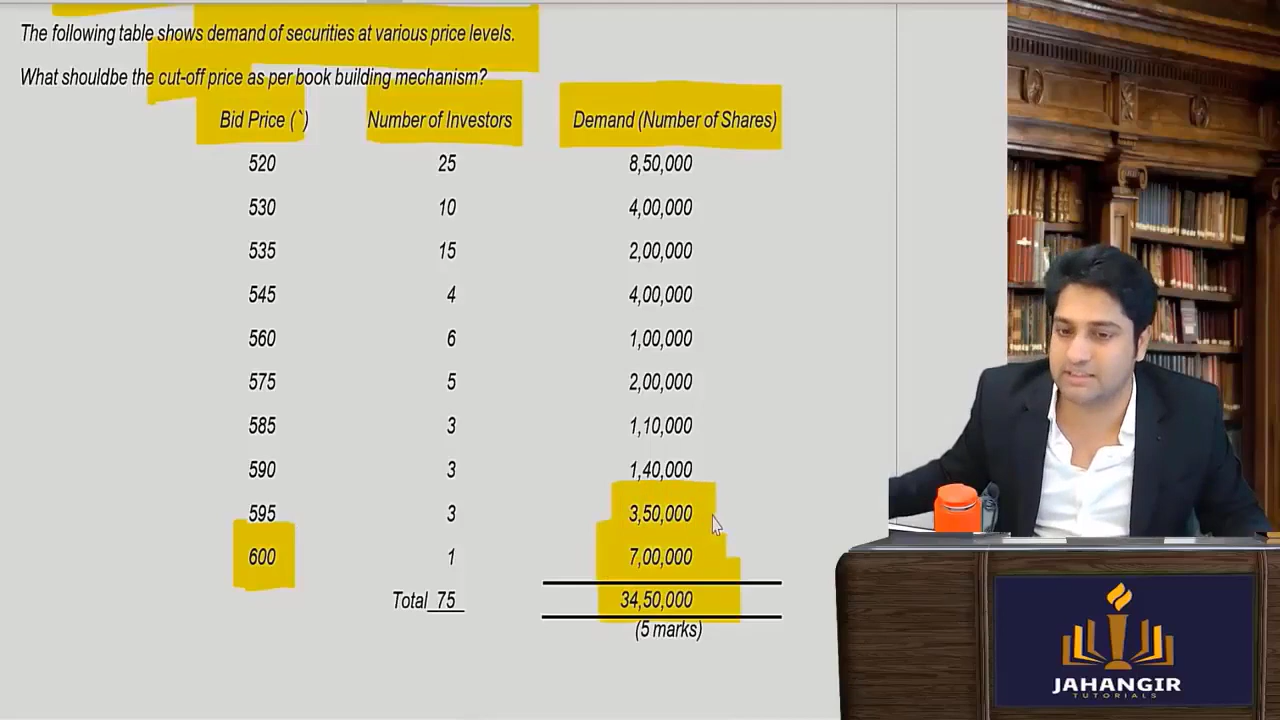 The following table shows demand of securities at various price levels.
What shouldbe the cut-off price as per book building mechanism?
Bid Price (`) Number of Investors Demand (Number of Shares)
520 25 8,50,000
530 10 4,00,000
535 15 2,00,000
545 4 4,00,000
560 6 1,00,000
575 5 2,00,000
585 3 1,10,000
590 3 1,40,000
595 3 3,50,000
600 1 7,00,000
Total 75 34,50,000
(5 marks)
JAHANGIR
TUTORIALS